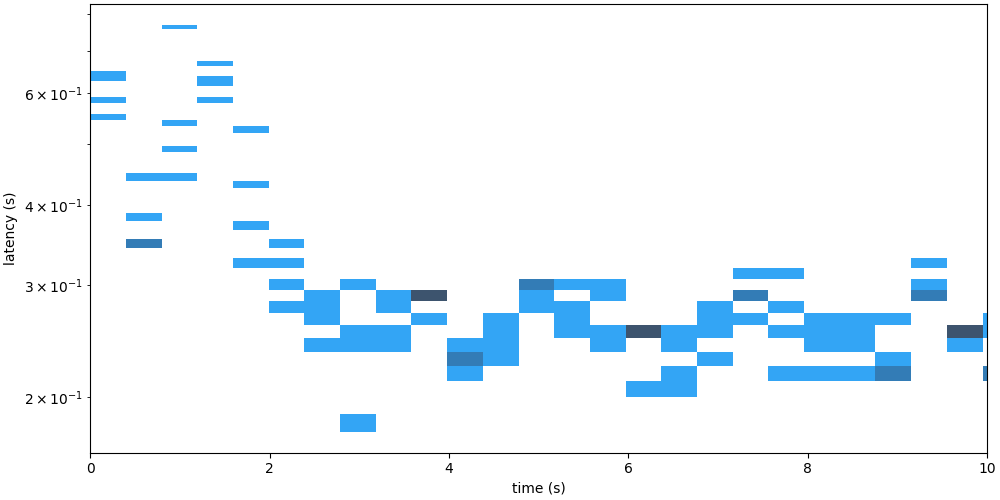 latency (s)
6 × 10⁻¹
4 × 10⁻¹
3 × 10⁻¹
2 × 10⁻¹
0 2 4 6 8 10
time (s)